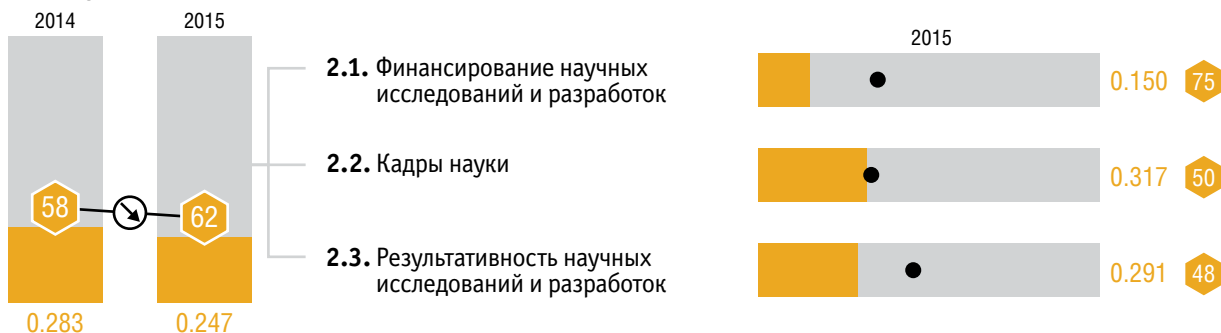 2014 2015
58 62
0.283 0.247
2.1. Финансирование научных
исследований и разработок
2.2. Кадры науки
2.3. Результативность научных
исследований и разработок
2015
0.150 75
0.317 50
0.291 48